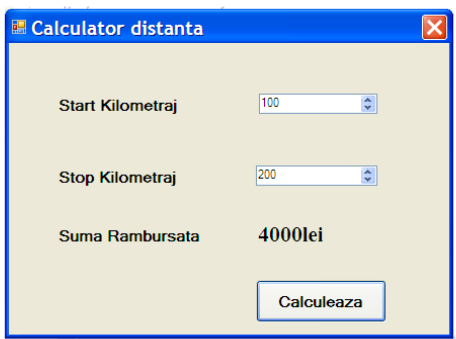 Calculator distanta
Start Kilometraj 100
Stop Kilometraj 200
Suma Rambursata 4000lei
Calculeaza